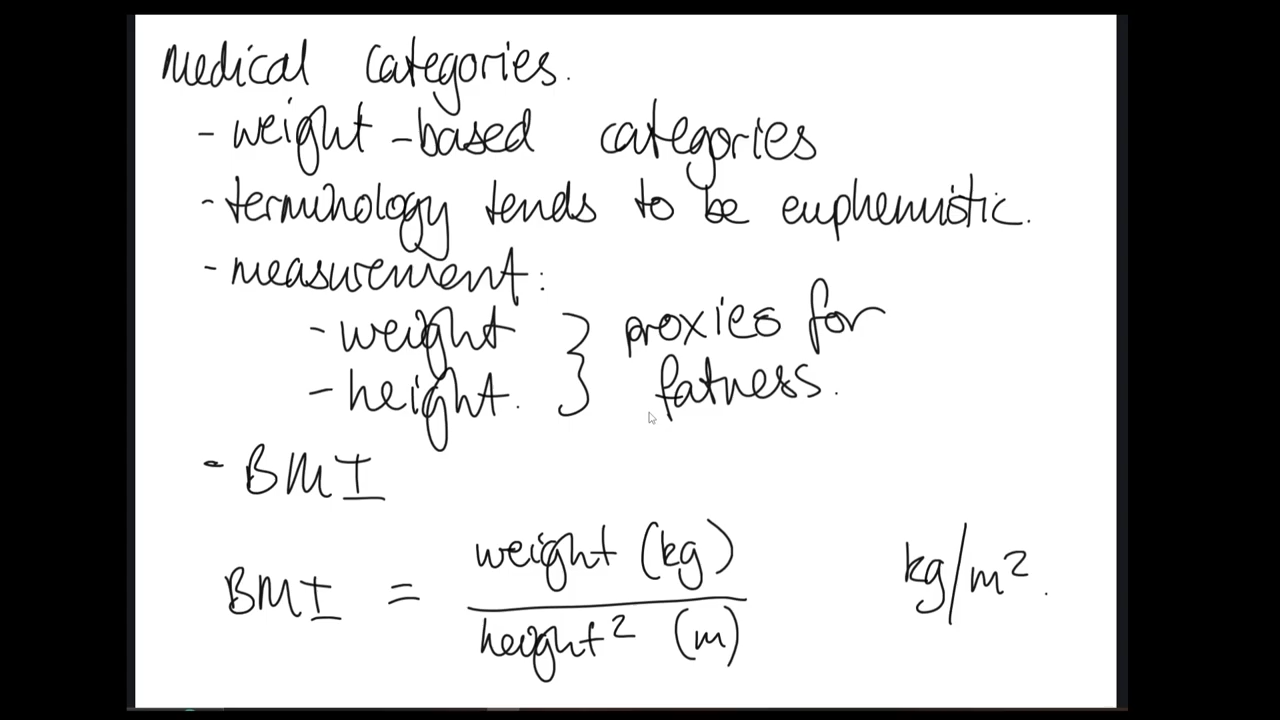 Medical categories.
- weight-based categories
- terminology tends to be euphemistic.
- measurement:
- weight } proxies for
- height. fatness.
- BMI
BMI = weight (kg) / height² (m) kg/m².